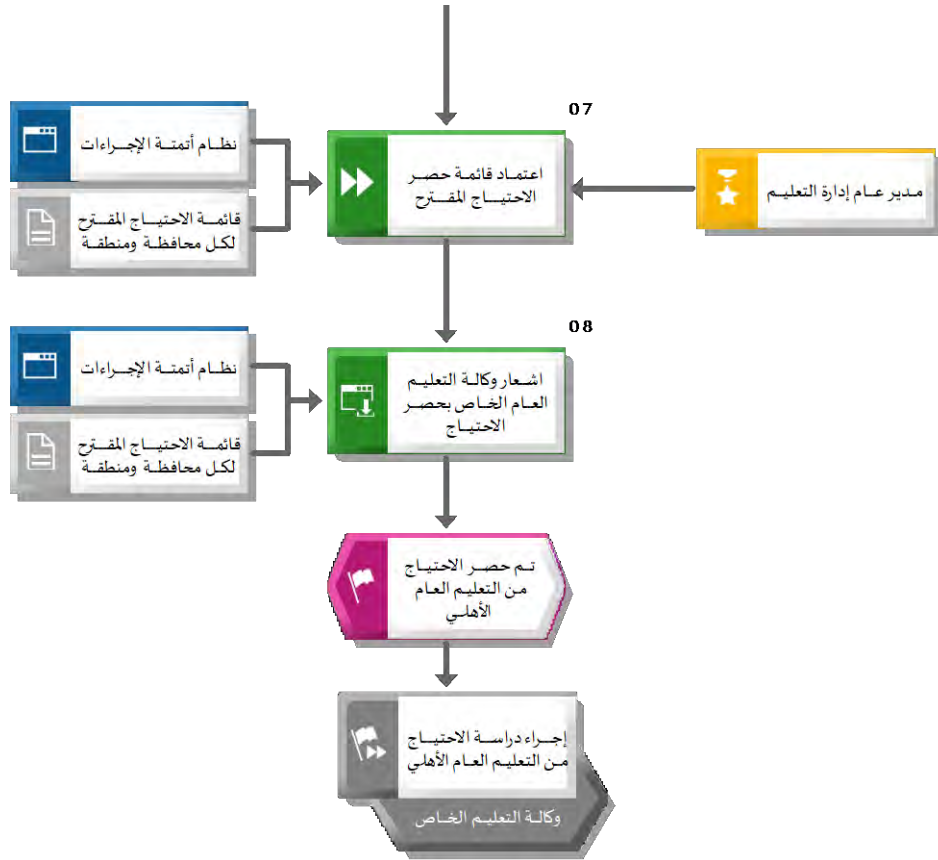 07
نظام أتمتة الإجراءات
اعتماد قائمة حصر
الاحتياج المقترح
مدير عام إدارة التعليم
قائمة الاحتياج المقترح
لكل محافظة ومنطقة
08
نظام أتمتة الإجراءات
اشعار وكالة التعليم
العام الخاص بحصر
الاحتياج
قائمة الاحتياج المقترح
لكل محافظة ومنطقة
تم حصر الاحتياج
من التعليم العام
الأهلي
إجراء دراسة الاحتياج
من التعليم العام الأهلي
وكالة التعليم الخاص